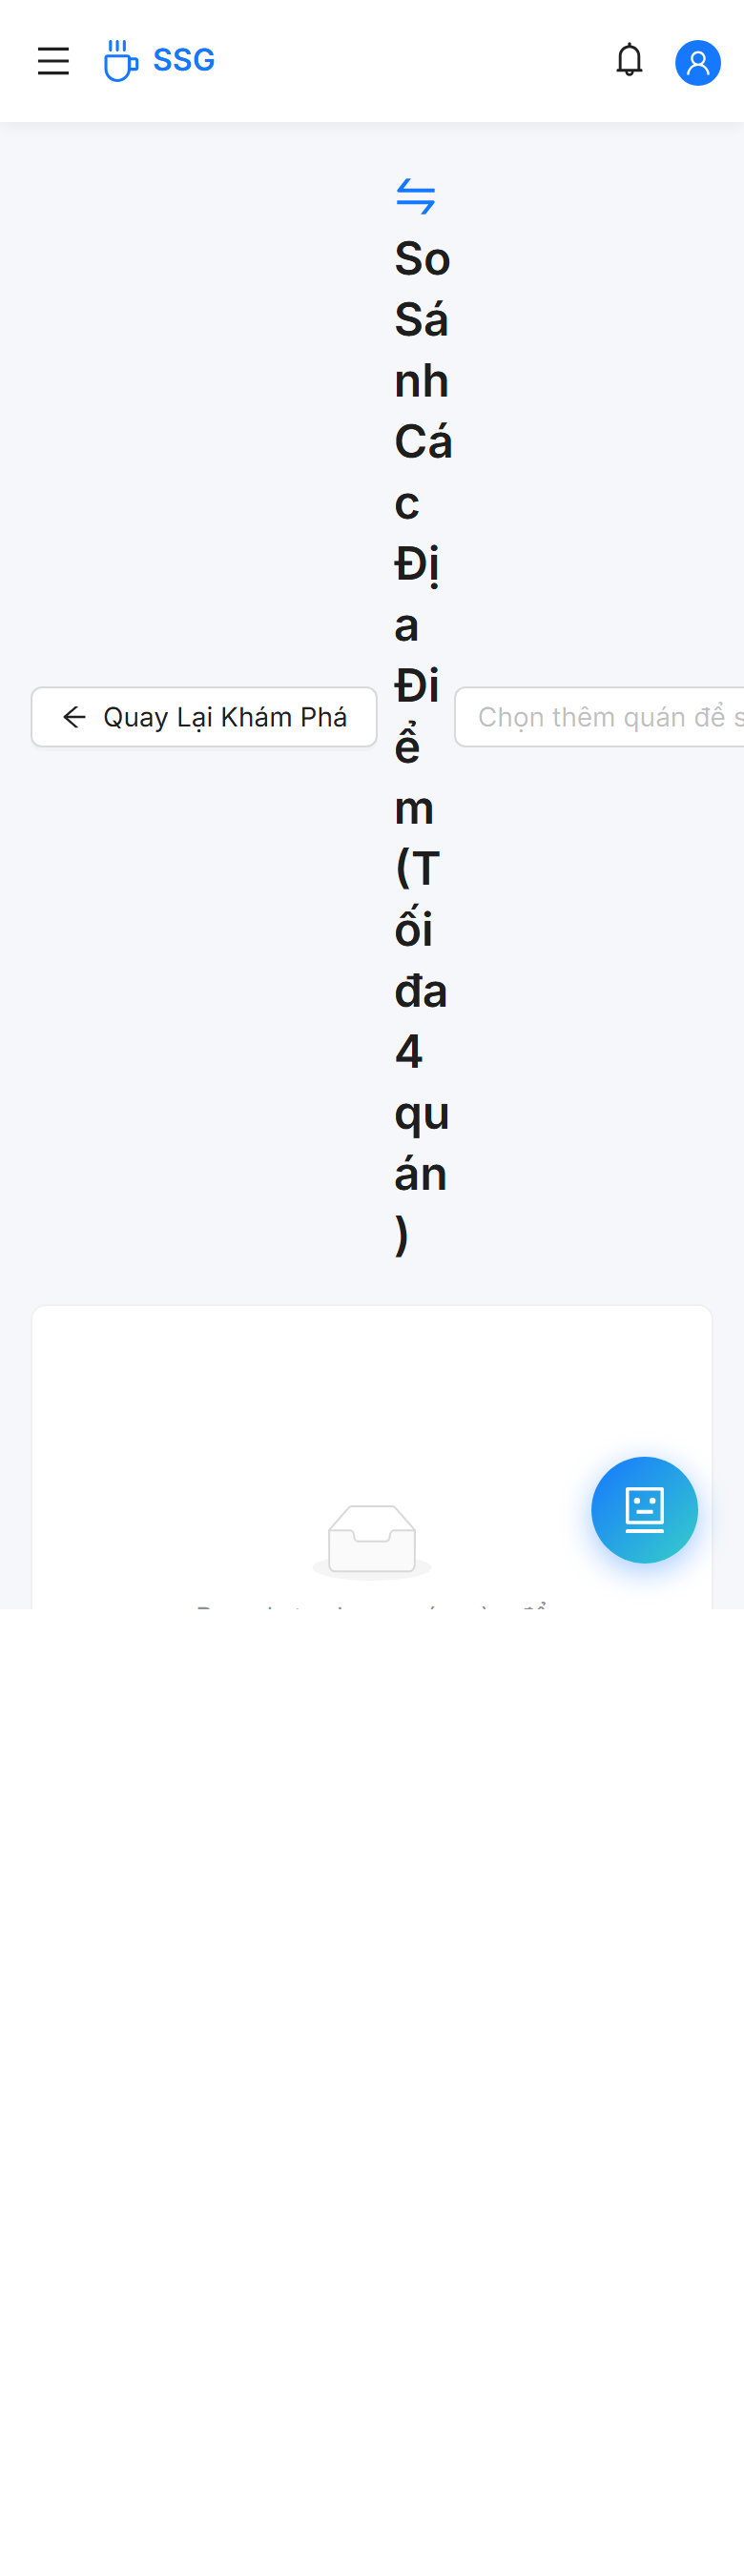 SSG
So
Sá
nh
Cá
c
Đị
a
Đi
ể
m
(T
ối
đa
4
qu
án
)
Quay Lại Khám Phá
Chọn thêm quán để s